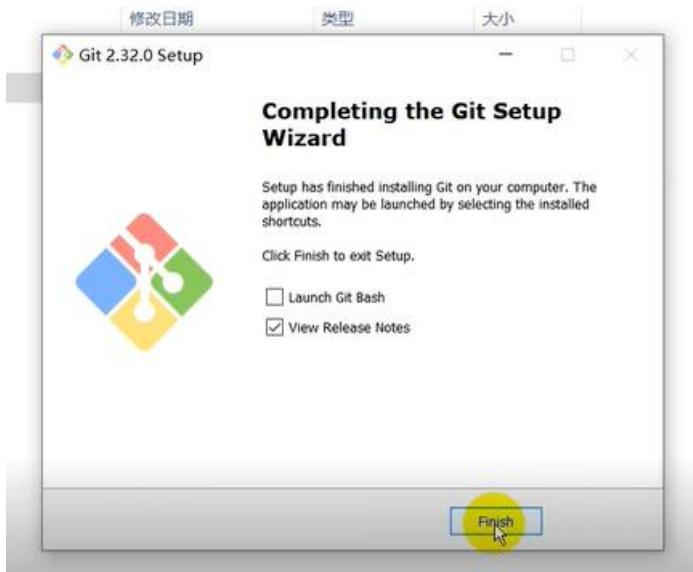 修改日期 类型 大小
Git 2.32.0 Setup
Completing the Git Setup
Wizard
Setup has finished installing Git on your computer. The
application may be launched by selecting the installed
shortcuts.
Click Finish to exit Setup.
Launch Git Bash
View Release Notes
Finish